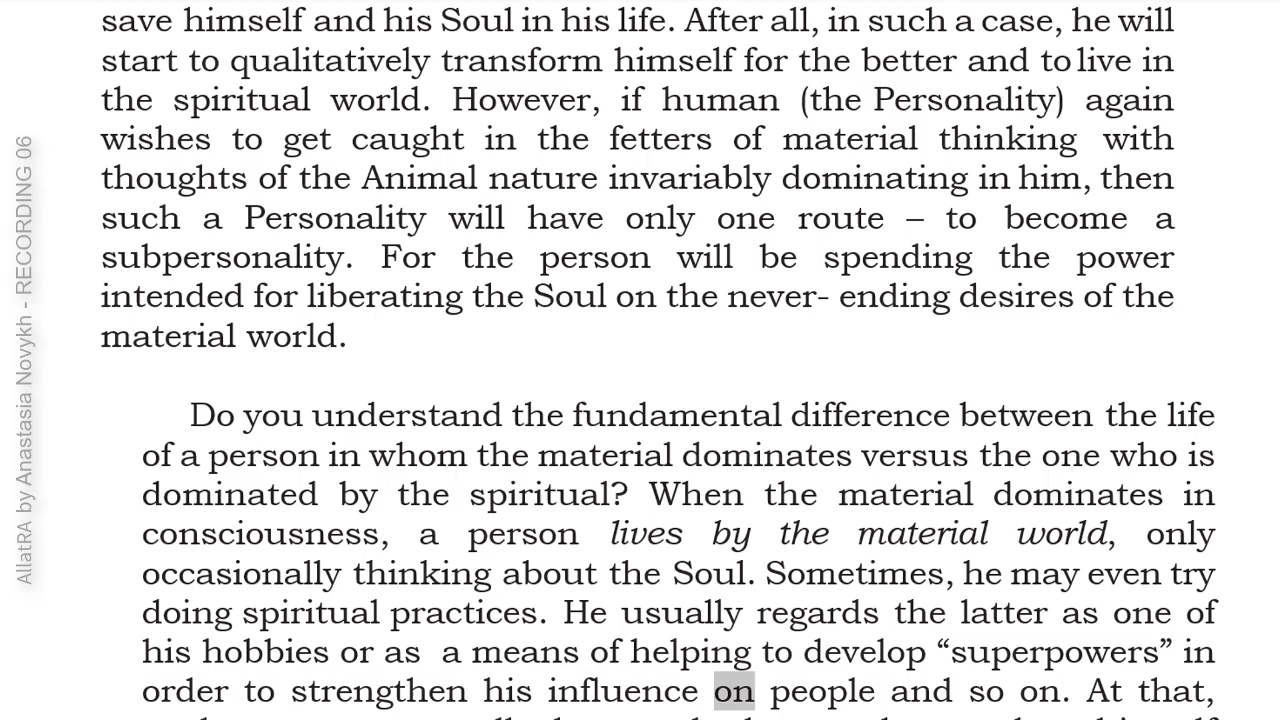 save himself and his Soul in his life. After all, in such a case, he will
start to qualitatively transform himself for the better and to live in
the spiritual world. However, if human (the Personality) again
wishes to get caught in the fetters of material thinking with
thoughts of the Animal nature invariably dominating in him, then
such a Personality will have only one route – to become a
subpersonality. For the person will be spending the power
intended for liberating the Soul on the never- ending desires of the
material world.
Do you understand the fundamental difference between the life
of a person in whom the material dominates versus the one who is
dominated by the spiritual? When the material dominates in
consciousness, a person lives by the material world, only
occasionally thinking about the Soul. Sometimes, he may even try
doing spiritual practices. He usually regards the latter as one of
his hobbies or as a means of helping to develop “superpowers” in
order to strengthen his influence on people and so on. At that,
AllatRA by Anastasia Novykh - RECORDING 06